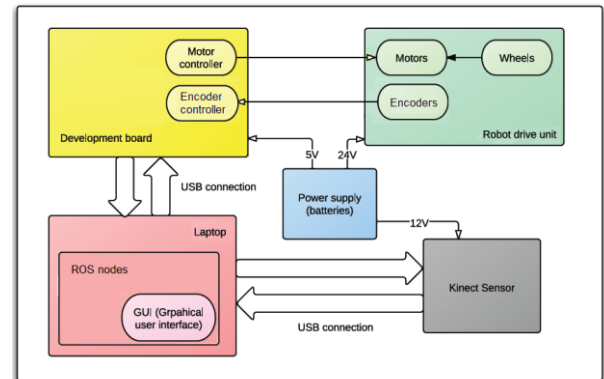 Motor
controller
Motors
Wheels
Encoder
controller
Encoders
Development board
Robot drive unit
5V
24V
USB connection
Power supply
(batteries)
12V
Laptop
ROS nodes
Kinect Sensor
GUI (Grpahical
user interface)
USB connection